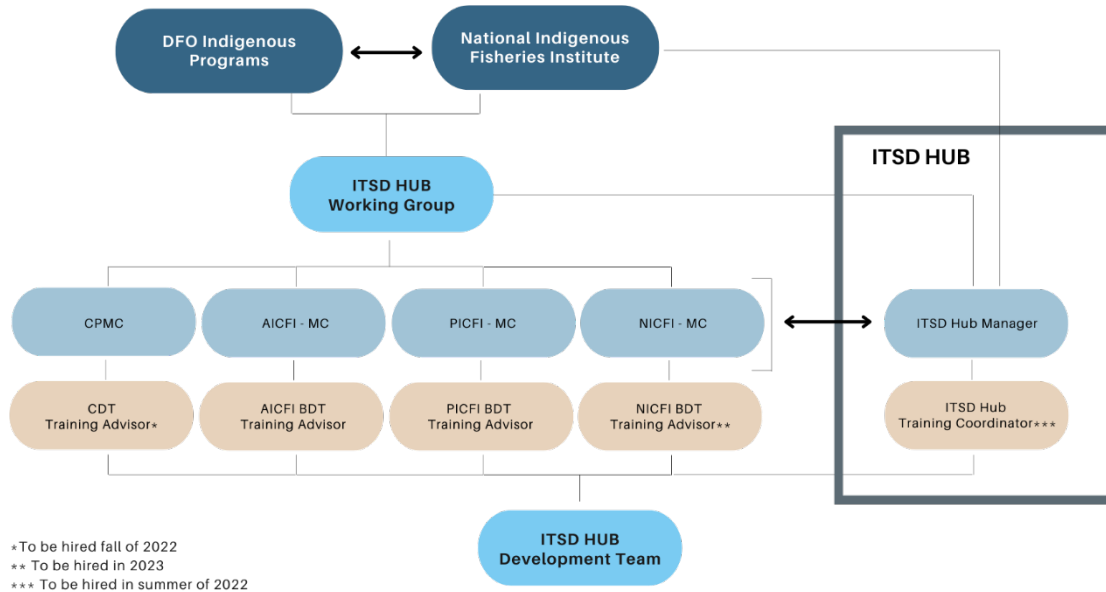 DFO Indigenous
Programs
National Indigenous
Fisheries Institute
ITSD HUB
ITSD HUB
Working Group
CPMC
AICFI - MC
PICFI - MC
NICFI - MC
ITSD Hub Manager
CDT
Training Advisor*
AICFI BDT
Training Advisor
PICFI BDT
Training Advisor
NICFI BDT
Training Advisor**
ITSD Hub
Training Coordinator***
ITSD HUB
Development Team
*To be hired fall of 2022
** To be hired in 2023
*** To be hired in summer of 2022